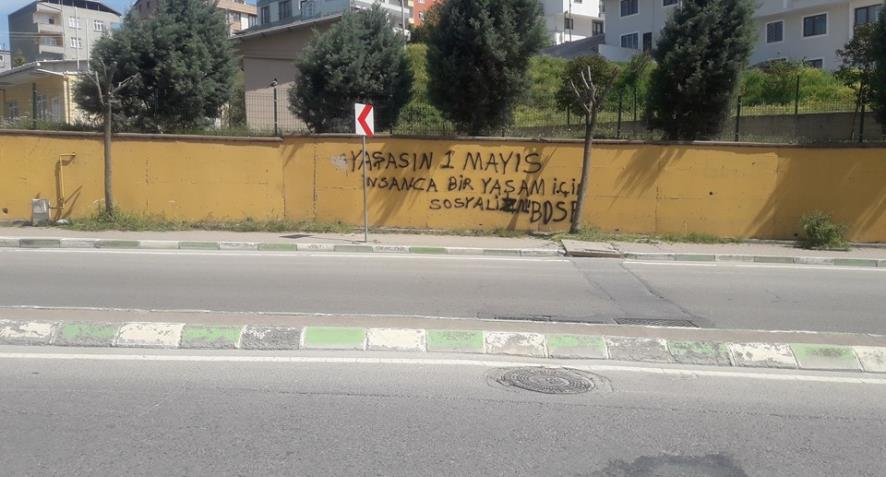 YAŞASIN 1 MAYIS
İNSANCA BİR YAŞAM İÇİN
SOSYALİZM BDSP